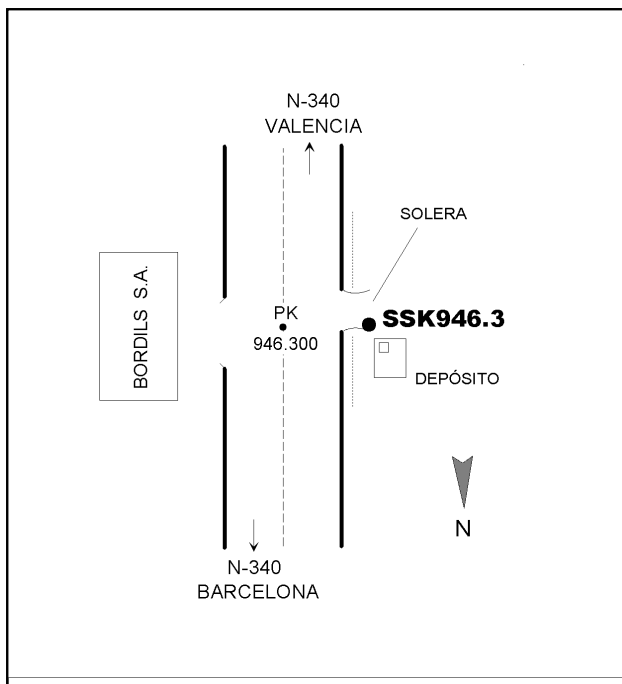 N-340
VALENCIA
SOLERA
BORDILS S.A.
PK
946.300
SSK946.3
DEPÓSITO
N
N-340
BARCELONA